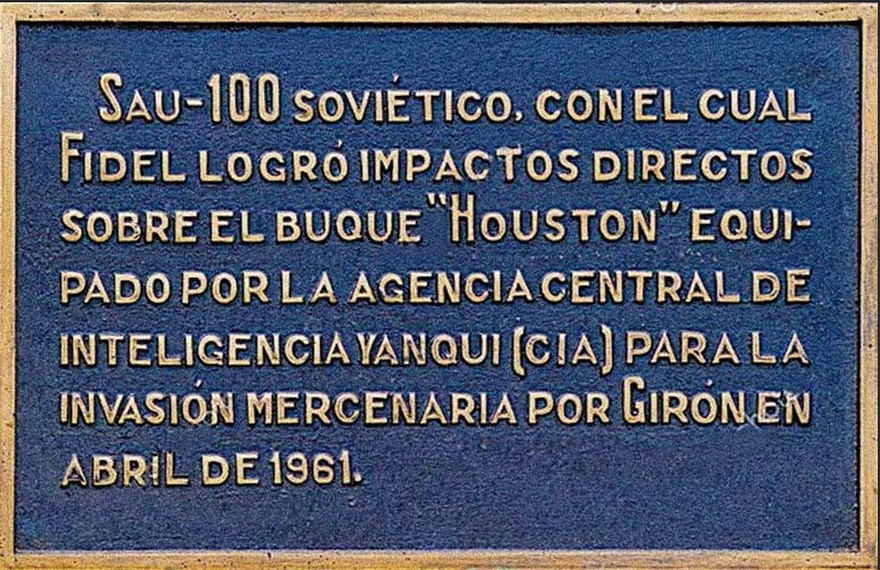 SAU-100 SOVIÉTICO, CON EL CUAL
FIDEL LOGRÓ IMPACTOS DIRECTOS
SOBRE EL BUQUE "HOUSTON" EQUI-
PADO POR LA AGENCIA CENTRAL DE
INTELIGENCIA YANQUI (CIA) PARA LA
INVASIÓN MERCENARIA POR GIRÓN EN
ABRIL DE 1961.